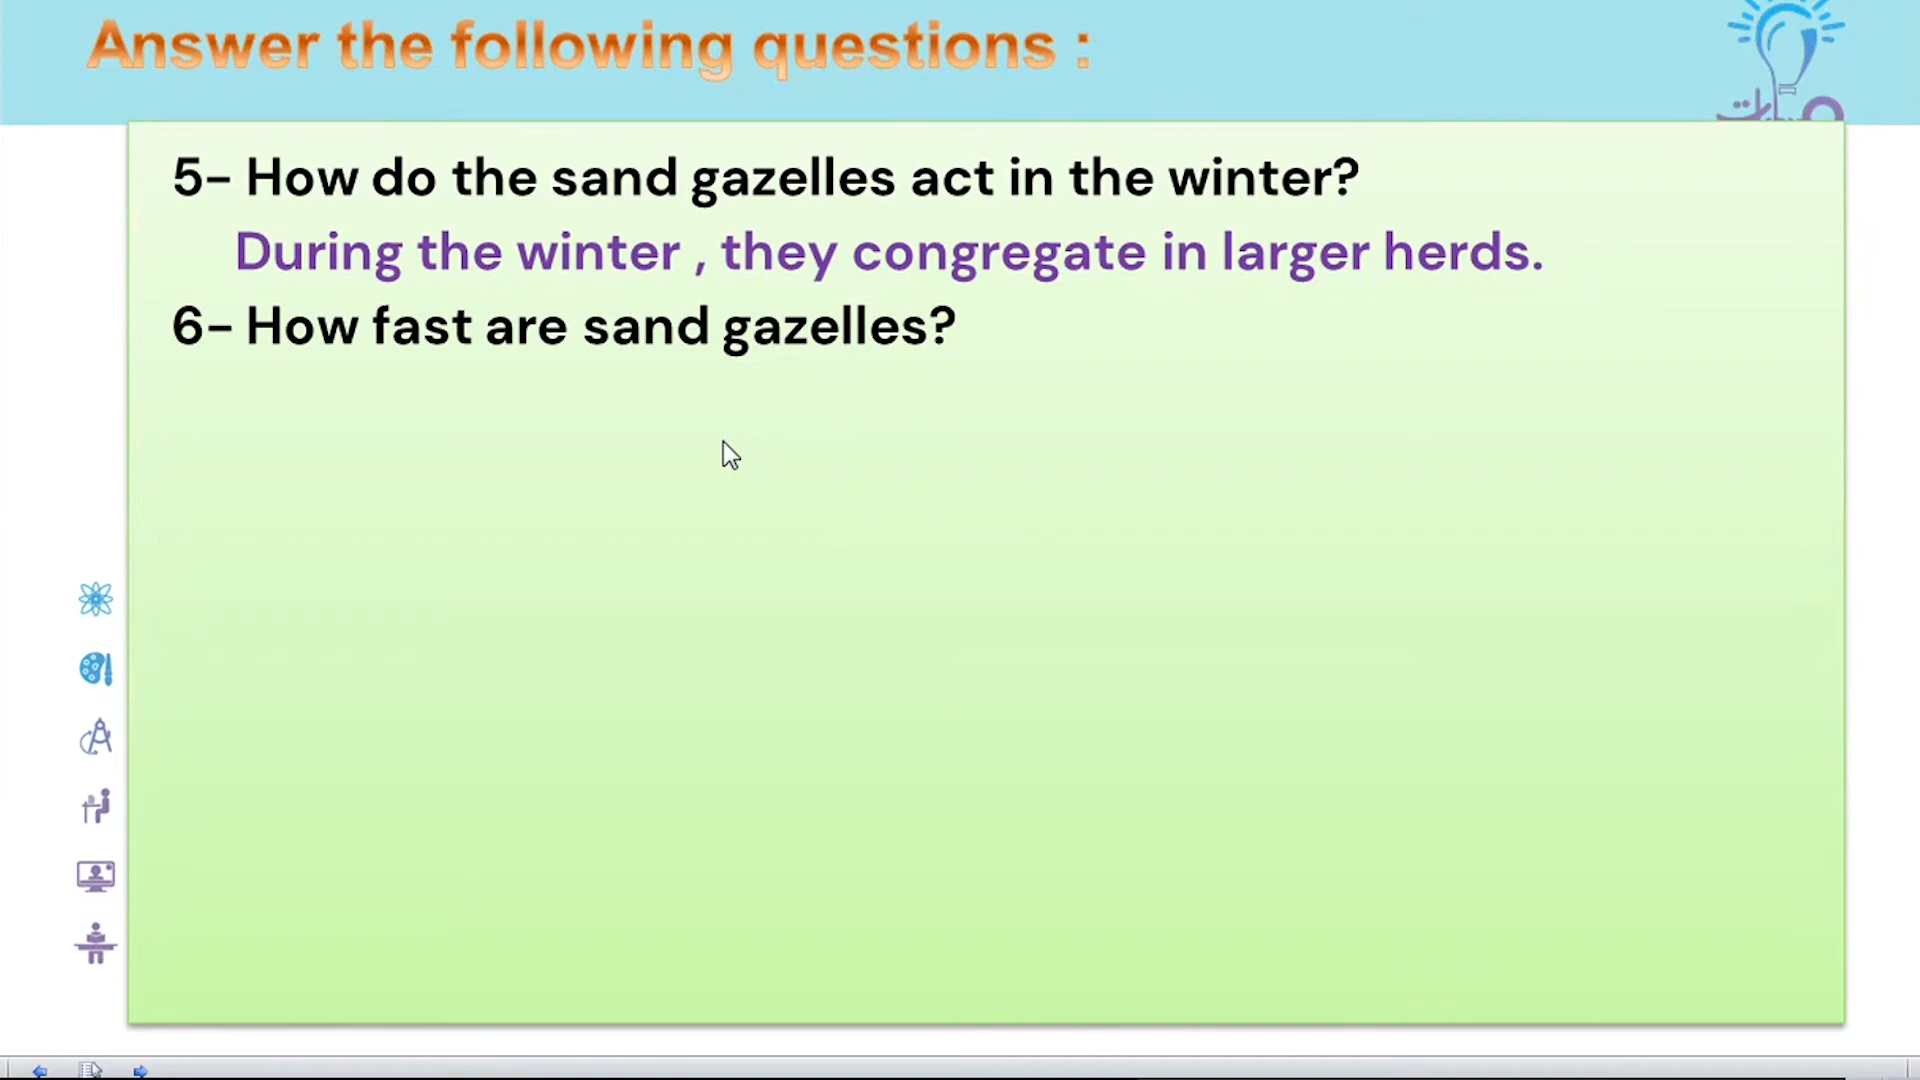 Answer the following questions :
5- How do the sand gazelles act in the winter?
During the winter , they congregate in larger herds.
6- How fast are sand gazelles?